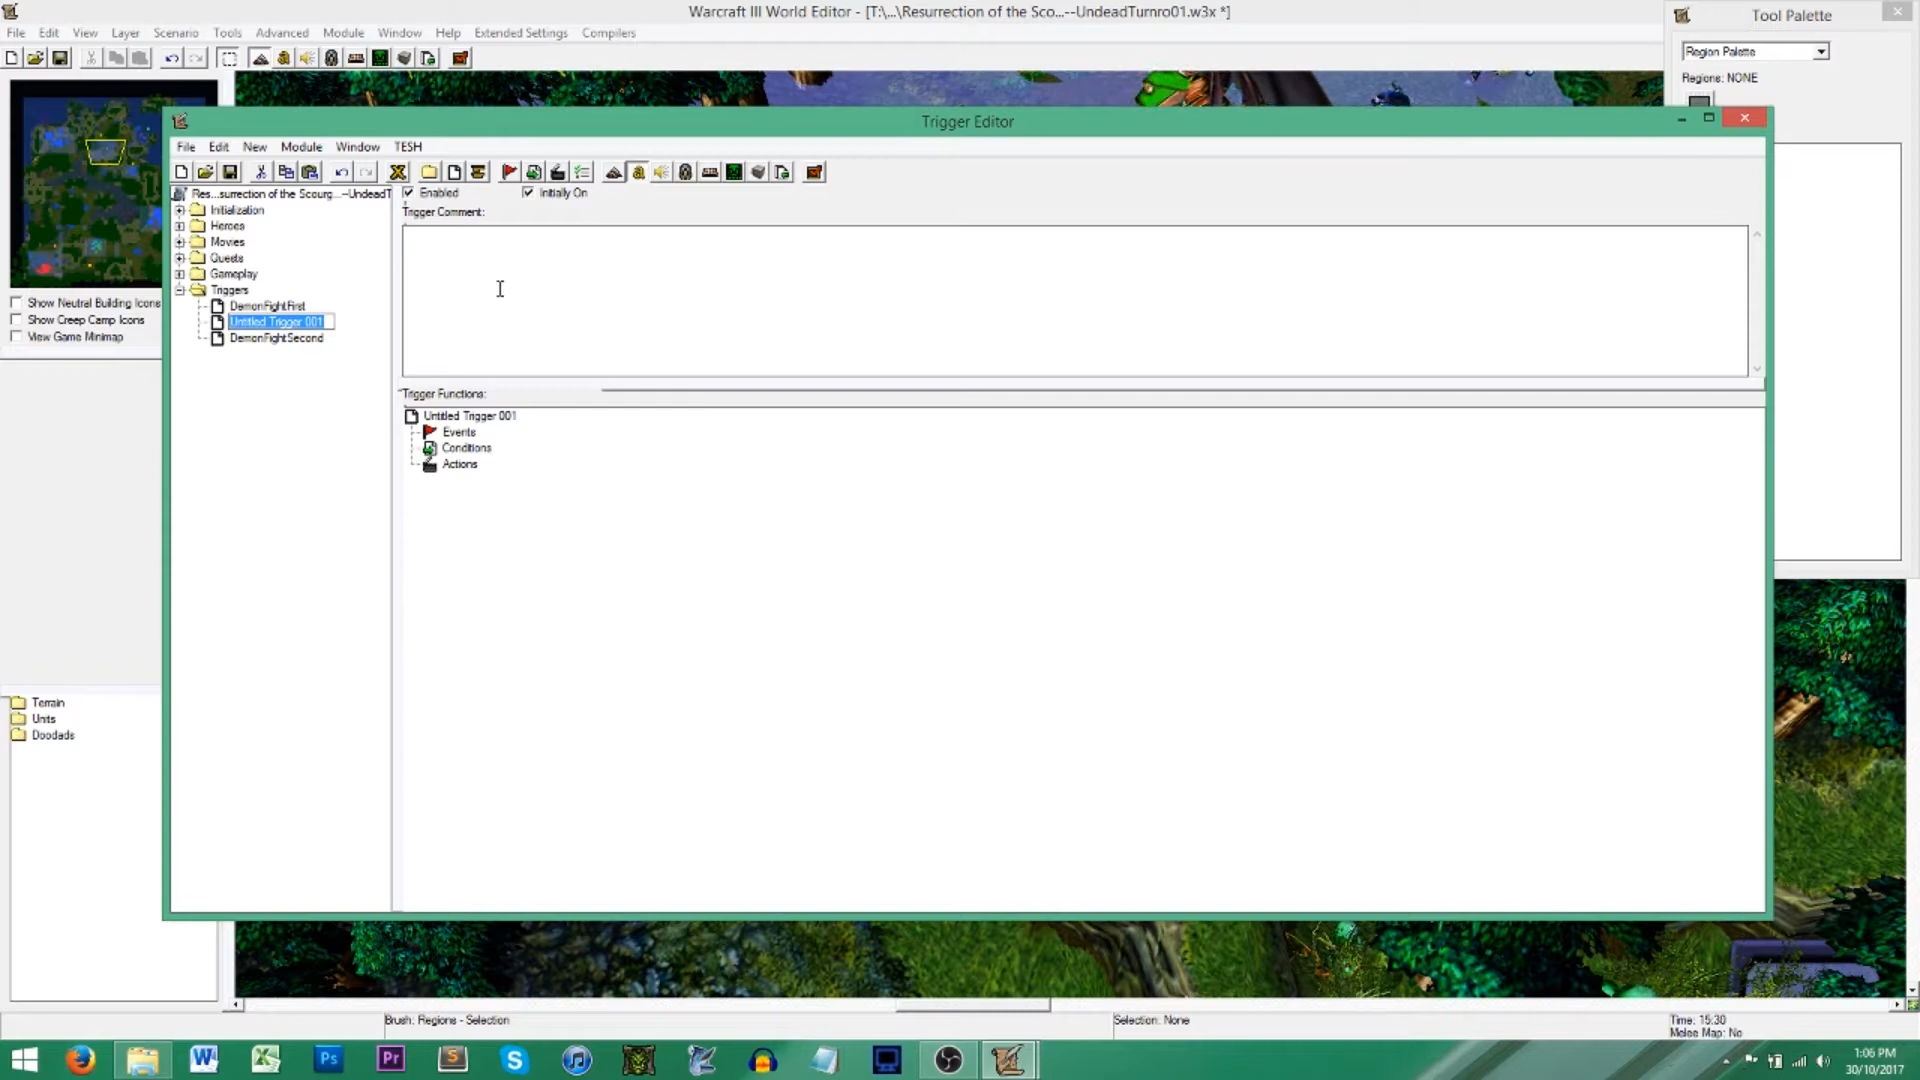 Warcraft III World Editor - [T:\...\Resurrection of the Sco...--UndeadTurnro01.w3x *]
Tool Palette
File Edit View Layer Scenario Tools Advanced Module Window Help Extended Settings Compilers
Region Palette
Regions: NONE
Trigger Editor
File Edit New Module Window TESH
Res...surrection of the Scourg...--UndeadT
Enabled
Initially On
Initialization
Trigger Comment:
Heroes
Movies
Quests
Gameplay
Triggers
Show Neutral Building Icons
DemonFightFirst
Show Creep Camp Icons
Untitled Trigger 001
View Game Minimap
DemonFightSecond
Trigger Functions:
Untitled Trigger 001
Events
Conditions
Actions
Terrain
Units
Doodads
Brush: Regions - Selection
Selection: None
Time: 15:30
Melee Map: No
W
X
Ps
Pr
S
S
1:06 PM
30/10/2017